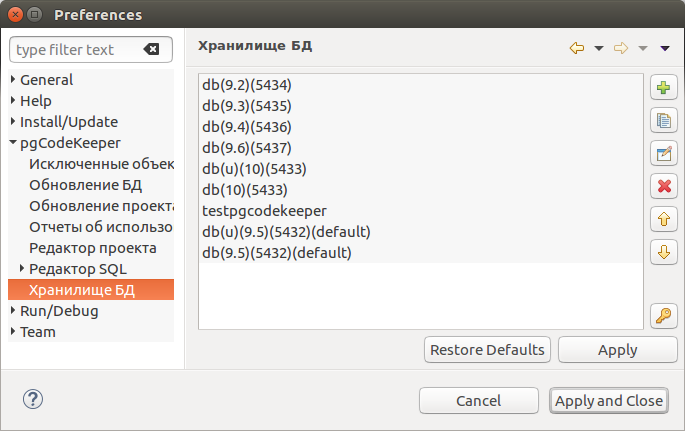 Preferences
type filter text
General
Help
Install/Update
pgCodeKeeper
Исключенные объек
Обновление БД
Обновление проекта
Отчеты об использо
Редактор проекта
Редактор SQL
Хранилище БД
Run/Debug
Team
Хранилище БД
db(9.2)(5434)
db(9.3)(5435)
db(9.4)(5436)
db(9.6)(5437)
db(u)(10)(5433)
db(10)(5433)
testpgcodekeeper
db(u)(9.5)(5432)(default)
db(9.5)(5432)(default)
Restore Defaults
Apply
?
Cancel
Apply and Close